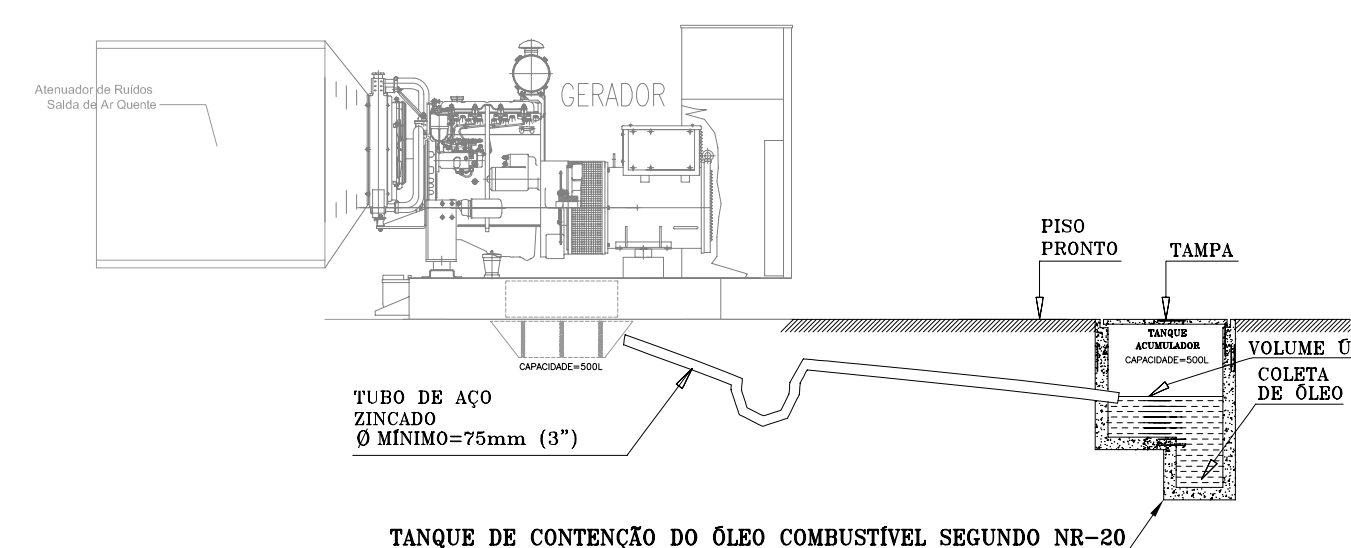 Atenuador de Ruídos
Saída de Ar Quente
GERADOR
PISO
PRONTO
TAMPA
TANQUE
ACUMULADOR
CAPACIDADE=500L
VOLUME Ú
COLETA
DE ÓLEO
CAPACIDADE=500L
TUBO DE AÇO
ZINCADO
Ø MÍNIMO=75mm (3”)
TANQUE DE CONTENÇÃO DO ÓLEO COMBUSTÍVEL SEGUNDO NR-20